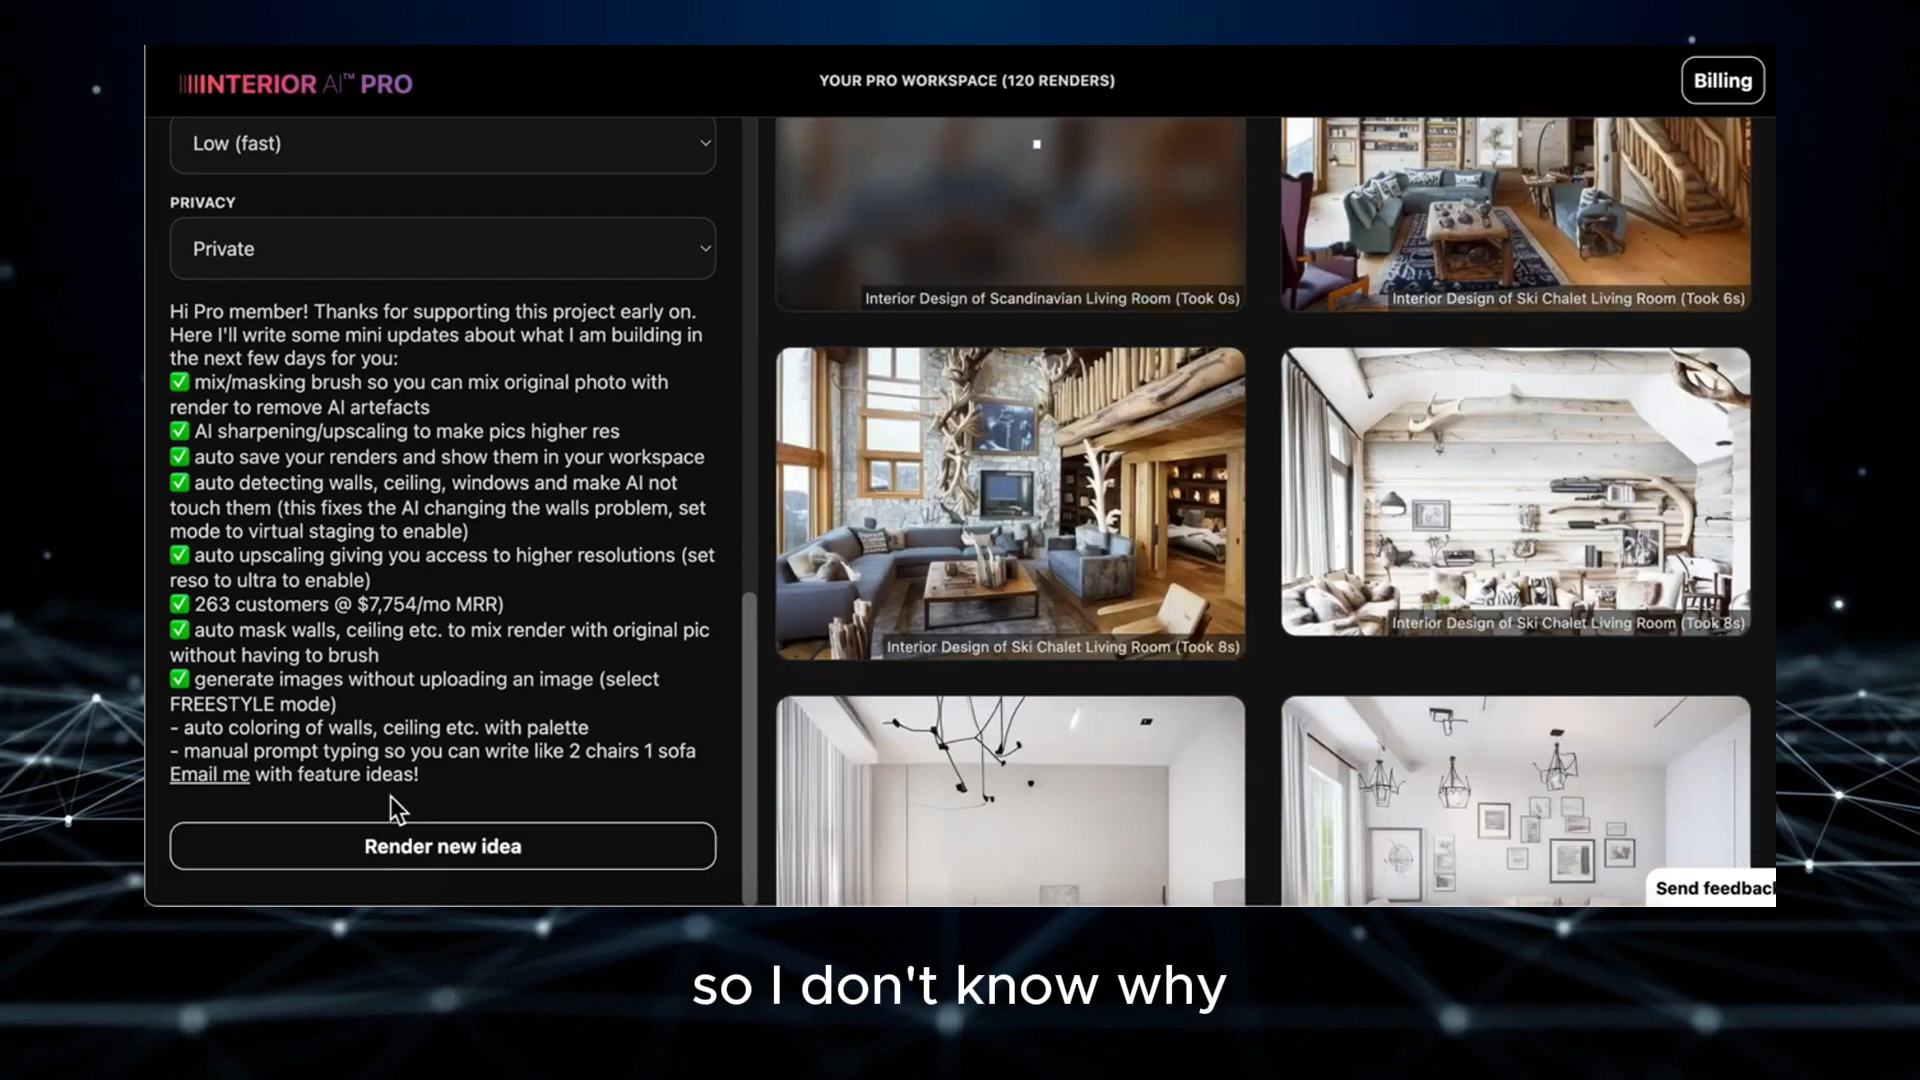 INTERIOR AI™ PRO
YOUR PRO WORKSPACE (120 RENDERS)
Billing
Low (fast)
PRIVACY
Private
Hi Pro member! Thanks for supporting this project early on.
Here I'll write some mini updates about what I am building in
the next few days for you:
✅ mix/masking brush so you can mix original photo with
render to remove AI artefacts
✅ AI sharpening/upscaling to make pics higher res
✅ auto save your renders and show them in your workspace
✅ auto detecting walls, ceiling, windows and make AI not
touch them (this fixes the AI changing the walls problem, set
mode to virtual staging to enable)
✅ auto upscaling giving you access to higher resolutions (set
reso to ultra to enable)
✅ 263 customers @ $7,754/mo MRR)
✅ auto mask walls, ceiling etc. to mix render with original pic
without having to brush
✅ generate images without uploading an image (select
FREESTYLE mode)
- auto coloring of walls, ceiling etc. with palette
- manual prompt typing so you can write like 2 chairs 1 sofa
Email me with feature ideas!
Render new idea
Interior Design of Scandinavian Living Room (Took 0s)
Interior Design of Ski Chalet Living Room (Took 6s)
Interior Design of Ski Chalet Living Room (Took 8s)
Interior Design of Ski Chalet Living Room (Took 8s)
Send feedback
so I don't know why